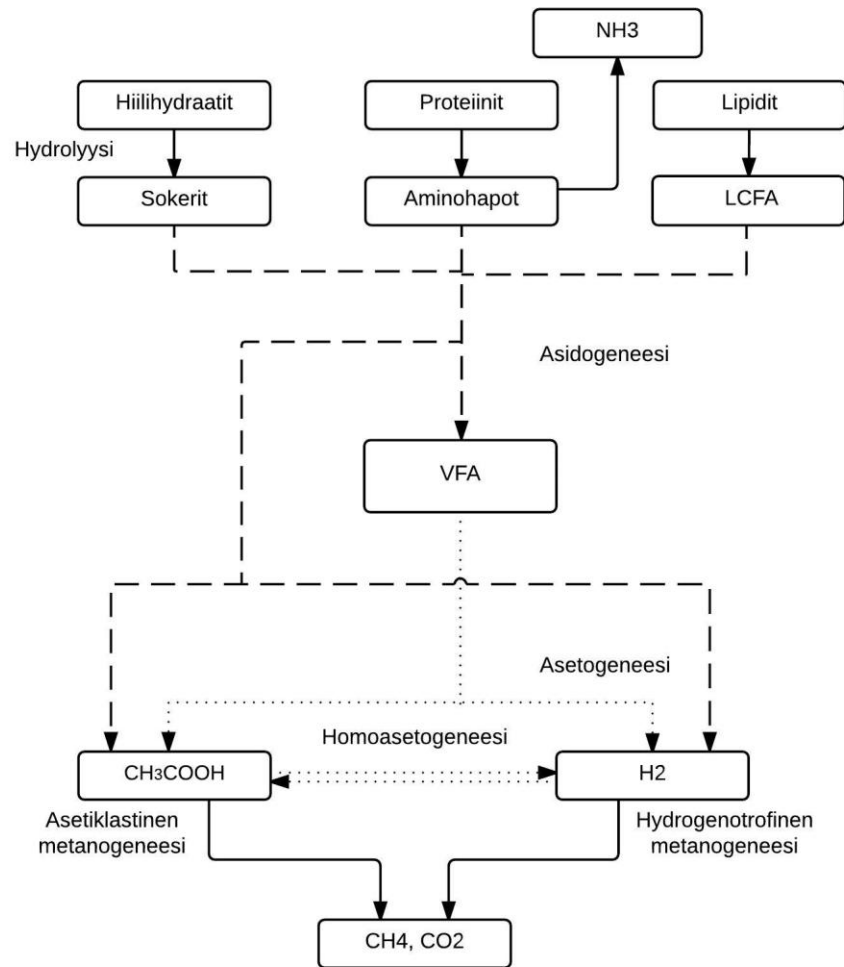 NH3
Hiilihydraatit
Proteiinit
Lipidit
Hydrolyysi
Sokerit
Aminohapot
LCFA
Asidogeneesi
VFA
Asetogeneesi
Homoasetogeneesi
CH3COOH
H2
Asetiklastinen
metanogeneesi
Hydrogenotrofinen
metanogeneesi
CH4, CO2